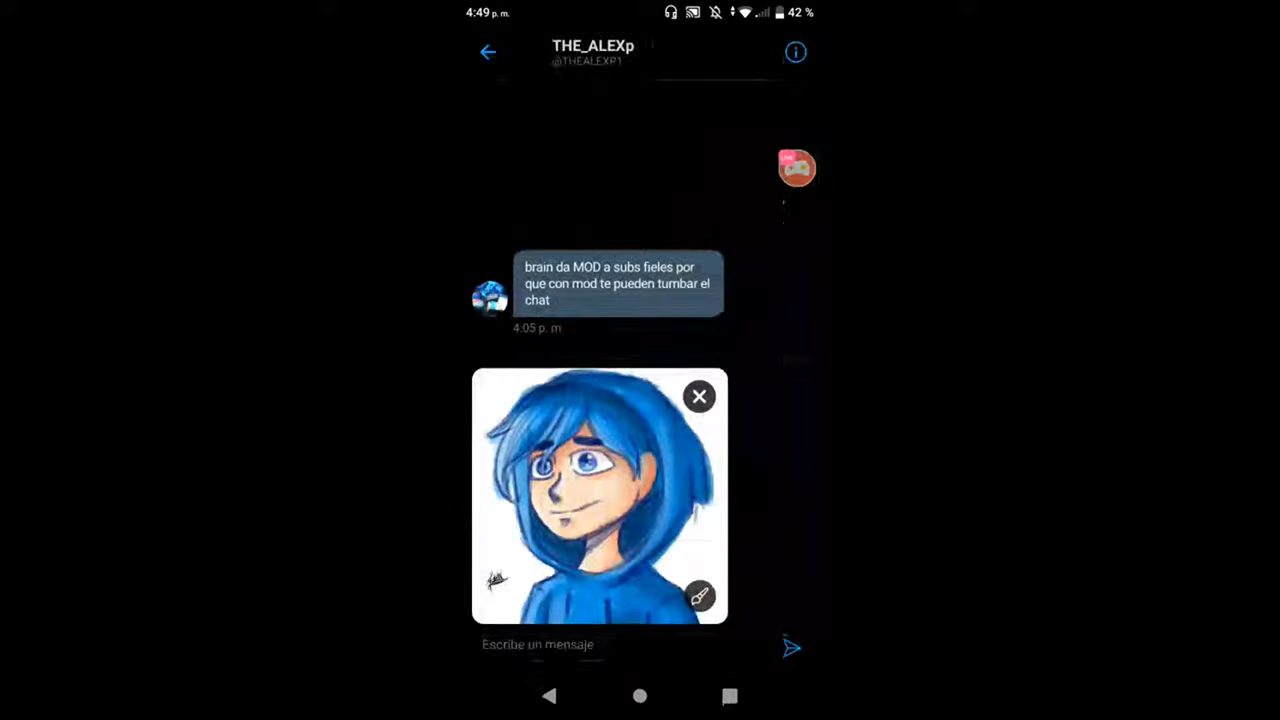 4:49 p. m.
42 %
THE_ALEXp
@THEALEXP1
LIVE
brain da MOD a subs fieles por
que con mod te pueden tumbar el
chat
4:05 p. m
Escribe un mensaje